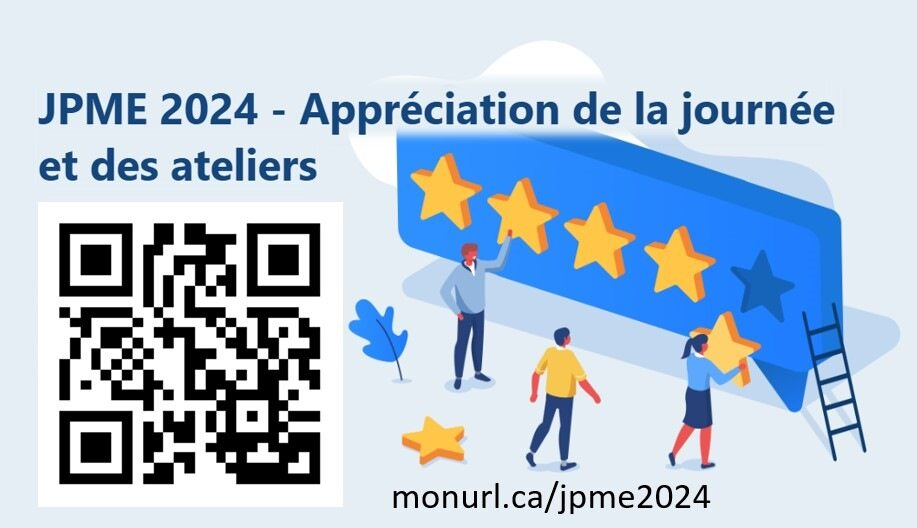 JPME 2024 - Appréciation de la journée
et des ateliers
monurl.ca/jpme2024